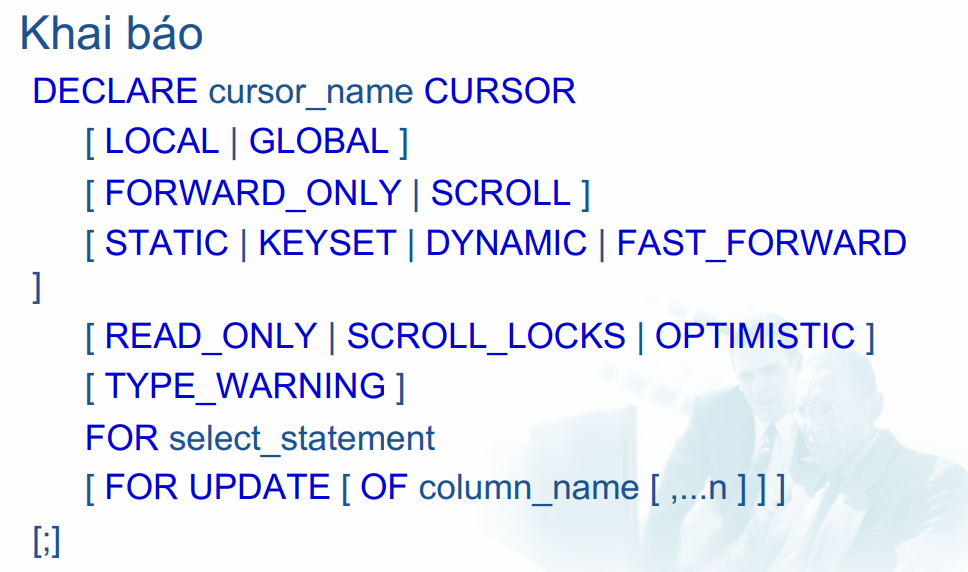 Khai báo
DECLARE cursor_name CURSOR
[ LOCAL | GLOBAL ]
[ FORWARD_ONLY | SCROLL ]
[ STATIC | KEYSET | DYNAMIC | FAST_FORWARD
]
[ READ_ONLY | SCROLL_LOCKS | OPTIMISTIC ]
[ TYPE_WARNING ]
FOR select_statement
[ FOR UPDATE [ OF column_name [ ,...n ] ] ]
[;]